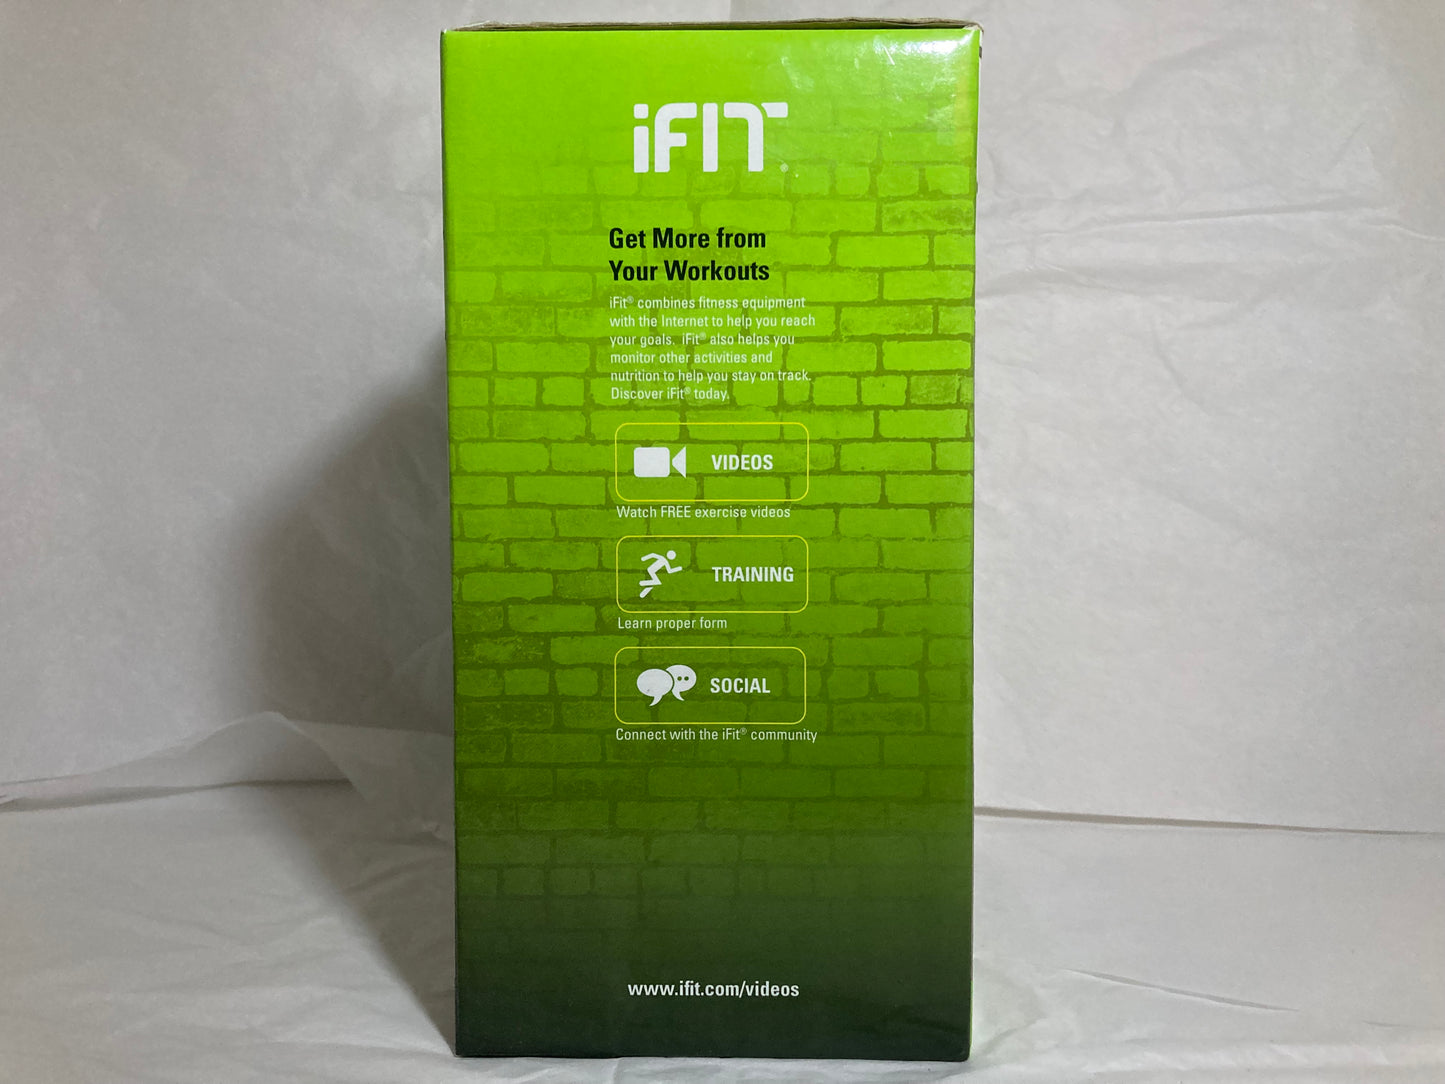 iFIT®
Get More from
Your Workouts
iFit® combines fitness equipment
with the Internet to help you reach
your goals.  iFit® also helps you
monitor other activities and
nutrition to help you stay on track.
Discover iFit® today.
VIDEOS
Watch FREE exercise videos
TRAINING
Learn proper form
SOCIAL
Connect with the iFit® community
www.ifit.com/videos